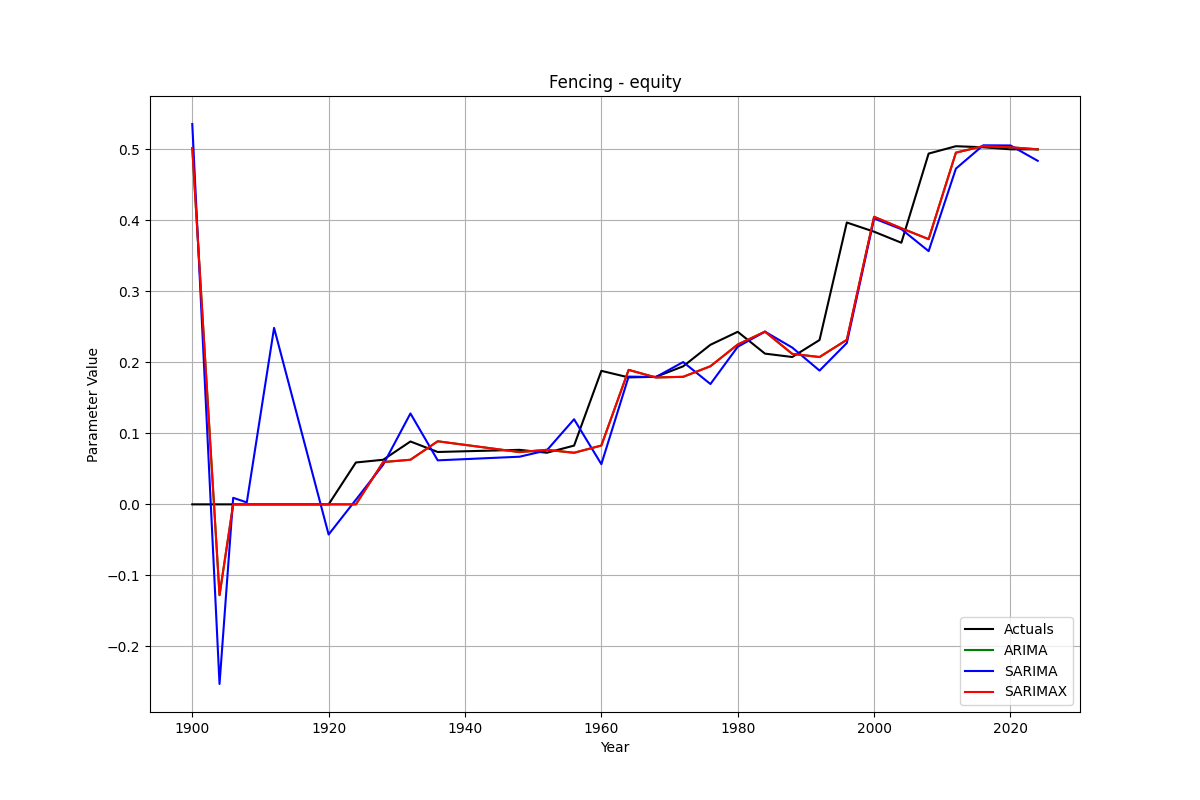 Fencing - equity
Parameter Value
0.5
0.4
0.3
0.2
0.1
0.0
−0.1
−0.2
1900 1920 1940 1960 1980 2000 2020
Year
Actuals
ARIMA
SARIMA
SARIMAX